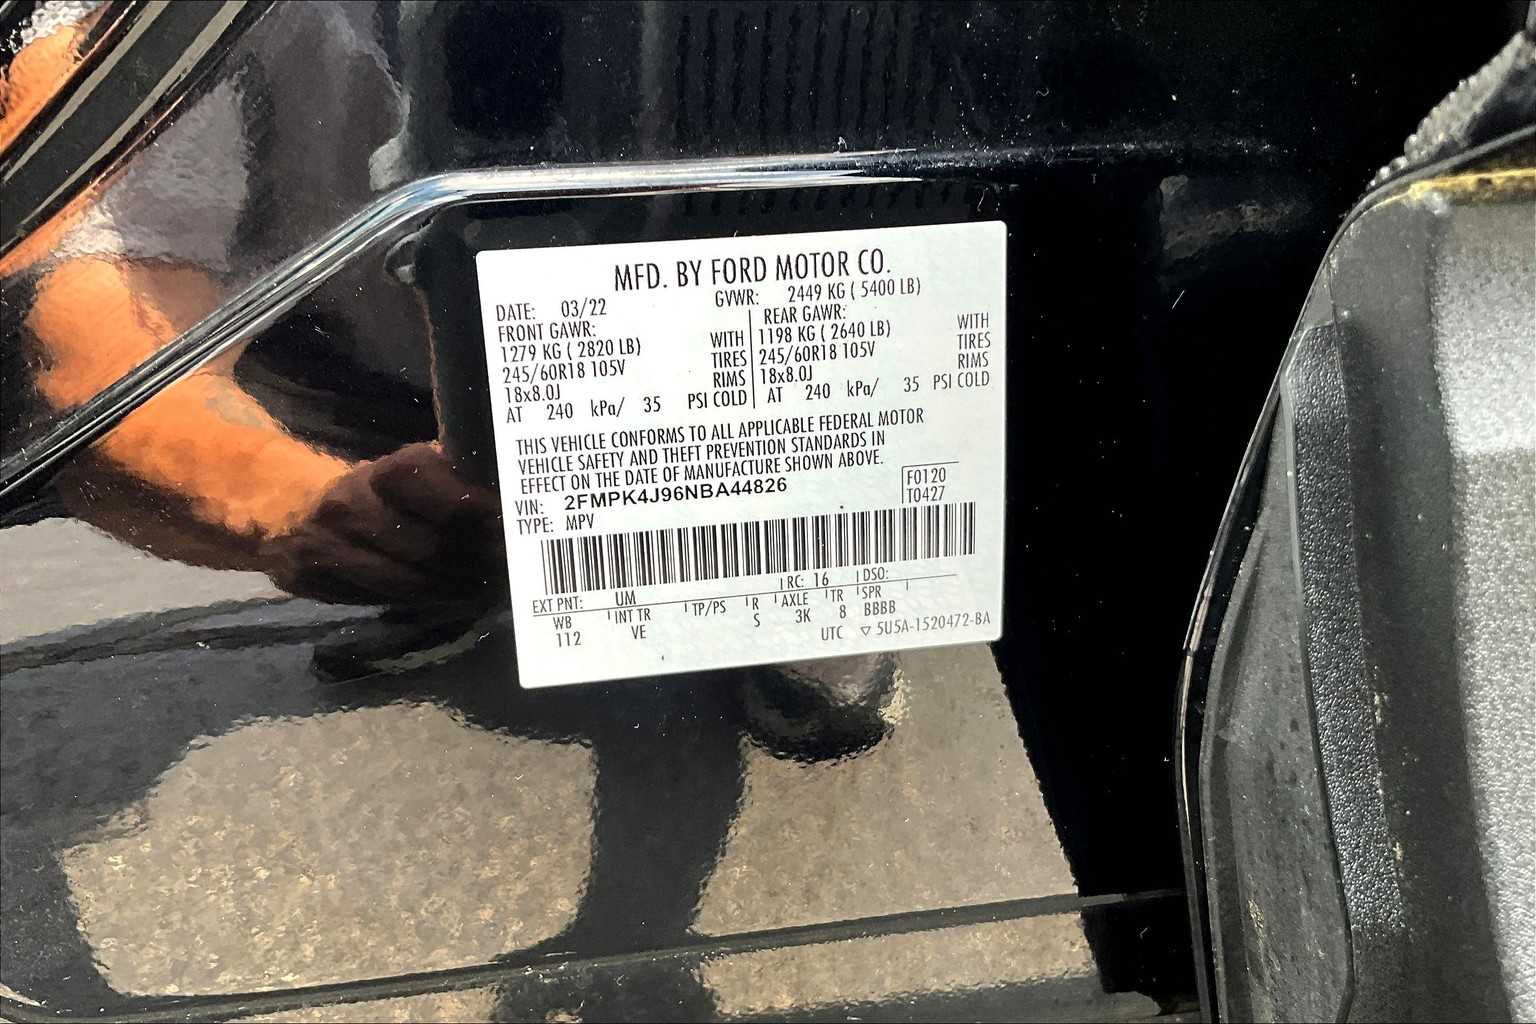 MFD. BY FORD MOTOR CO.
DATE: 03/22 GVWR: 2449 KG ( 5400 LB)
FRONT GAWR: REAR GAWR:
1279 KG ( 2820 LB) WITH 1198 KG ( 2640 LB) WITH
245/60R18 105V TIRES 245/60R18 105V TIRES
18x8.0J RIMS 18x8.0J RIMS
AT 240 kPa/ 35 PSI COLD AT 240 kPa/ 35 PSI COLD
THIS VEHICLE CONFORMS TO ALL APPLICABLE FEDERAL MOTOR
VEHICLE SAFETY AND THEFT PREVENTION STANDARDS IN
EFFECT ON THE DATE OF MANUFACTURE SHOWN ABOVE.
VIN: 2FMPK4J96NBA44826 F0120
TYPE: MPV T0427
EXT PNT: UM RC: 16 DSO:
WB INT TR TP/PS R AXLE TR SPR
112 VE S 3K 8 BBBB
UTC ▽ 5U5A-1520472-BA